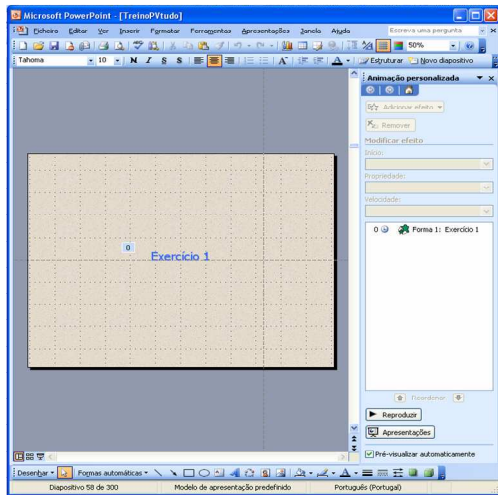 Microsoft PowerPoint - [TreinoPVtudo]
Ficheiro Editar Ver Inserir Formatar Ferramentas Apresentações Janela Ajuda Escreva uma pergunta
50%
Tahoma 10 N I S S A A Estruturar Novo diapositivo
Animação personalizada
Adicionar efeito
Remover
Modificar efeito
Início:
Propriedade:
Velocidade:
0 Forma 1: Exercício 1
0
Exercício 1
Reordenar
Reproduzir
Apresentações
Pré-visualizar automaticamente
Desenhar Formas automáticas A
Diapositivo 58 de 300 Modelo de apresentação predefinido Português (Portugal)